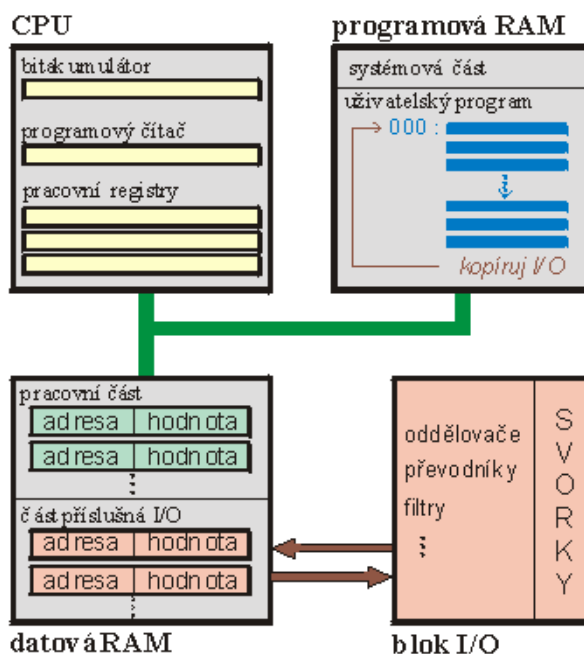 CPU
bitakumulátor
programový čítač
pracovní registry
programová RAM
systémová část
uživatelský program
000 :
kopíruj I/O
pracovní část
adresa hodnota
adresa hodnota
část příslušná I/O
adresa hodnota
adresa hodnota
datová RAM
oddělovače
převodníky
filtry
SVORKY
blok I/O